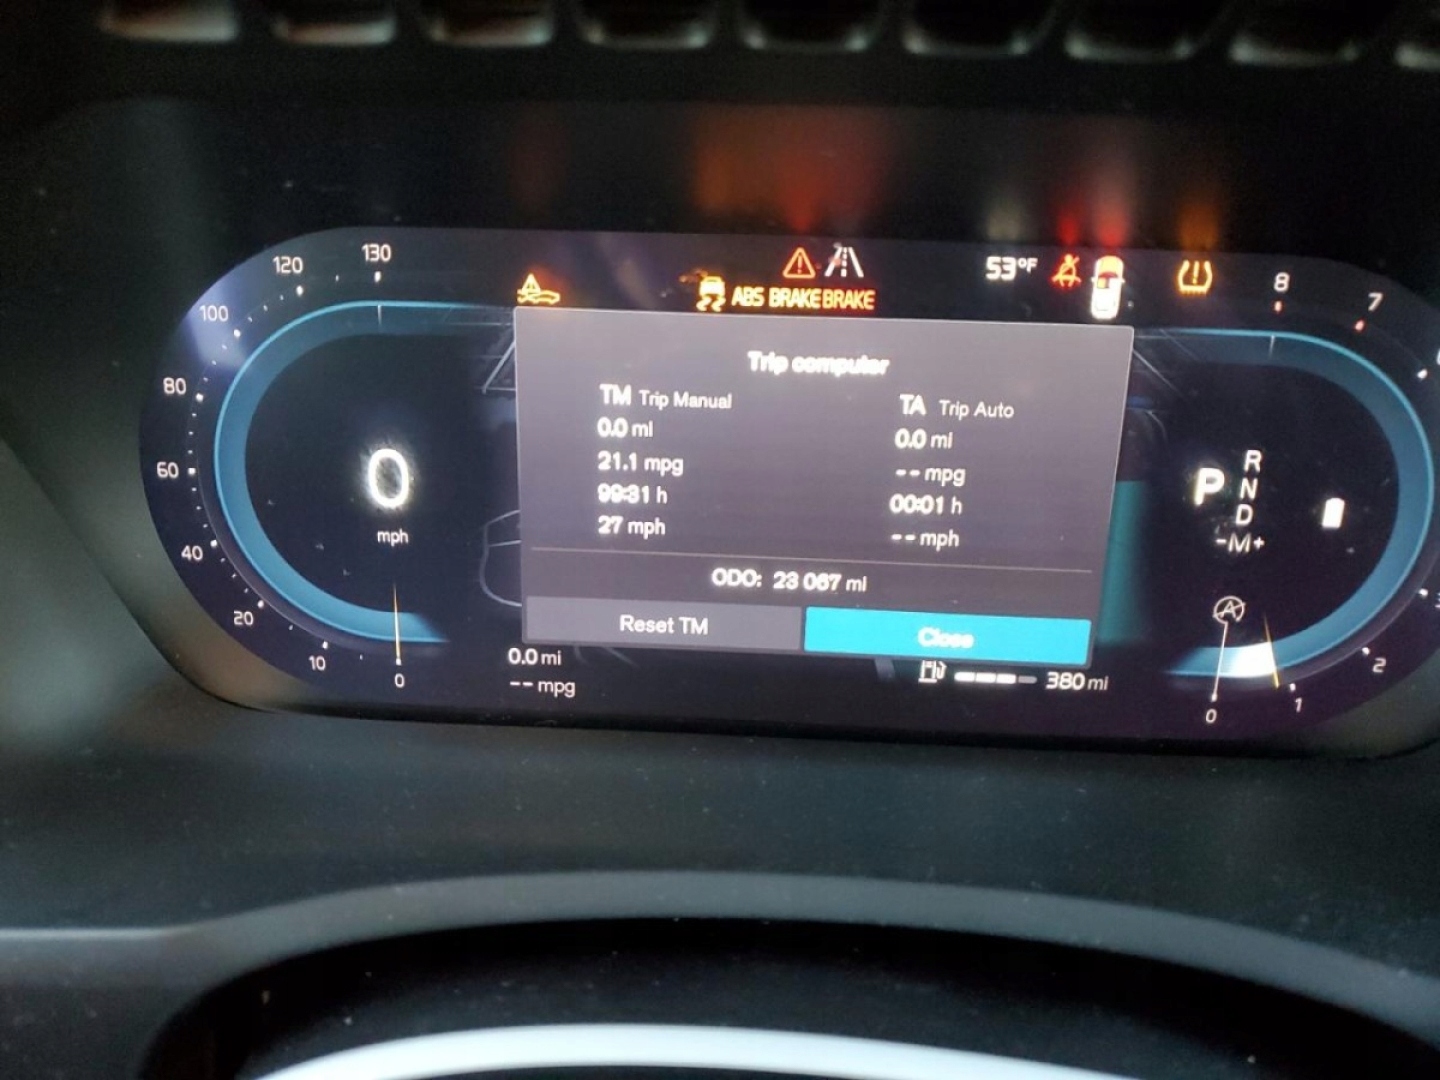 120 130
100
80
60
40
20
10
0
0
mph
ABS BRAKE BRAKE
53°F
8
7
Trip computer
TM Trip Manual
0.0 mi
21.1 mpg
99:31 h
27 mph
TA Trip Auto
0.0 mi
-- mpg
00:01 h
-- mph
ODO: 23 067 mi
Reset TM
Close
0.0 mi
-- mpg
380 mi
P
R
N
D
-M+
A
2
1
0